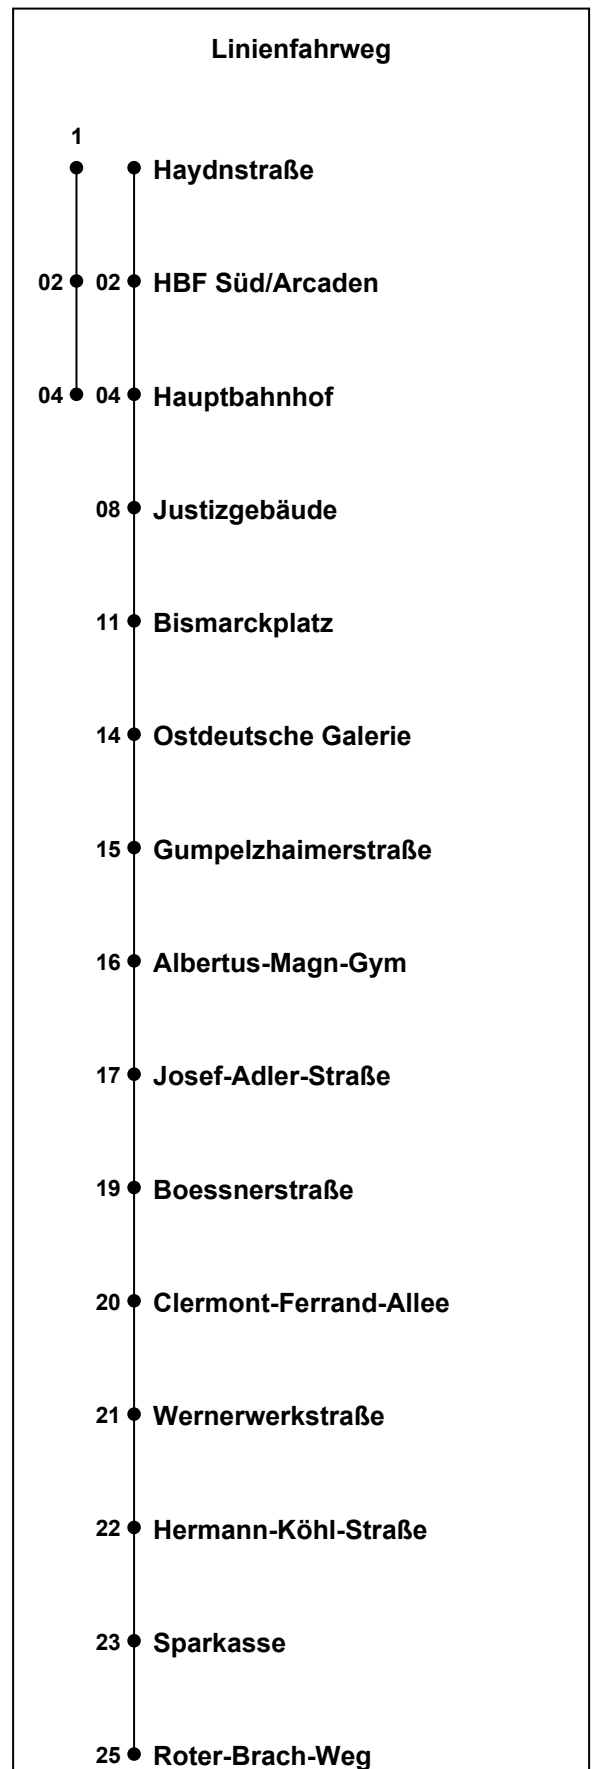 Linienfahrweg
1
Haydnstraße
02 02 HBF Süd/Arcaden
04 04 Hauptbahnhof
08 Justizgebäude
11 Bismarckplatz
14 Ostdeutsche Galerie
15 Gumpelzhaimerstraße
16 Albertus-Magn-Gym
17 Josef-Adler-Straße
19 Boessnerstraße
20 Clermont-Ferrand-Allee
21 Wernerwerkstraße
22 Hermann-Köhl-Straße
23 Sparkasse
25 Roter-Brach-Weg